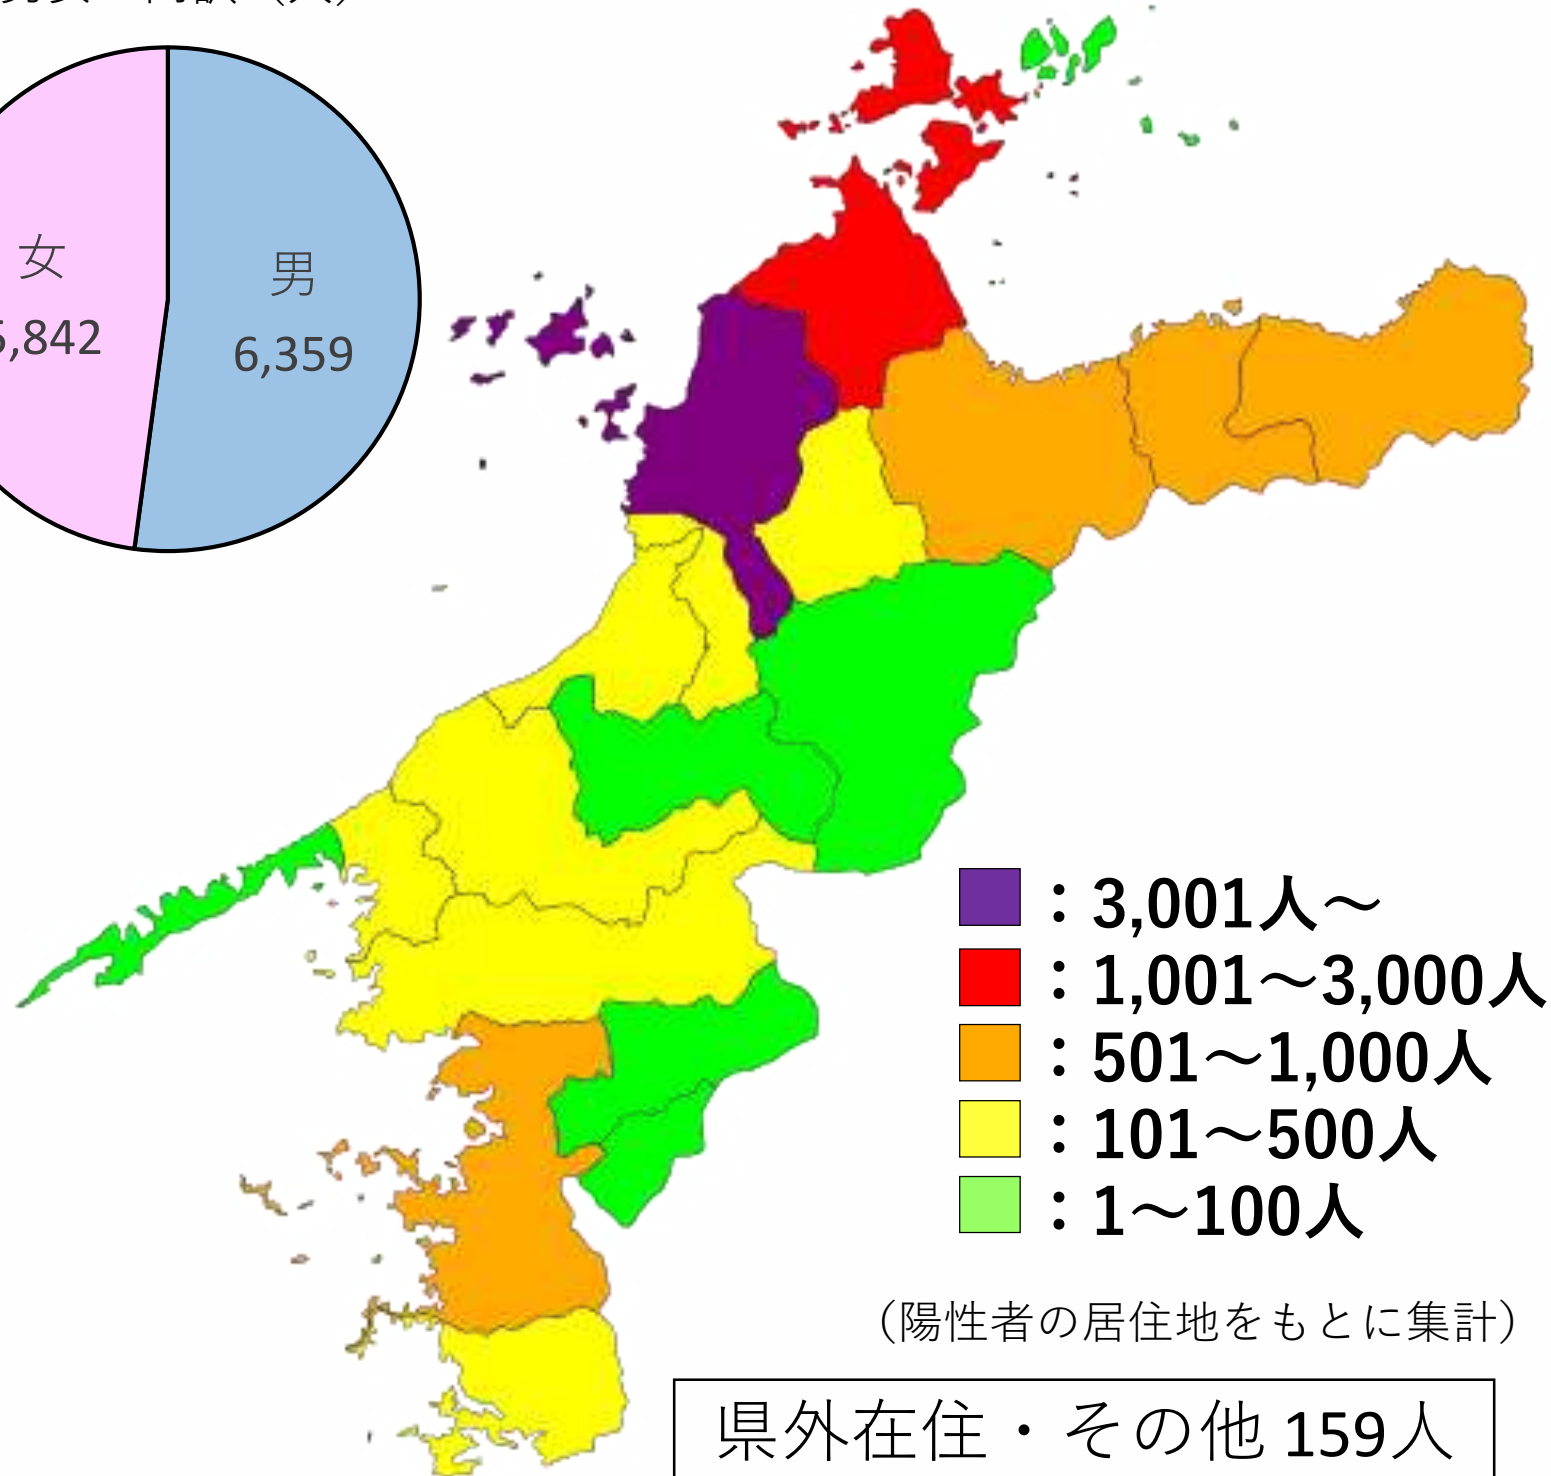 女
男
6,359
：3,001人～
：1,001～3,000人
：501～1,000人
：101～500人
：1～100人
（陽性者の居住地をもとに集計）
県外在住・その他 159人